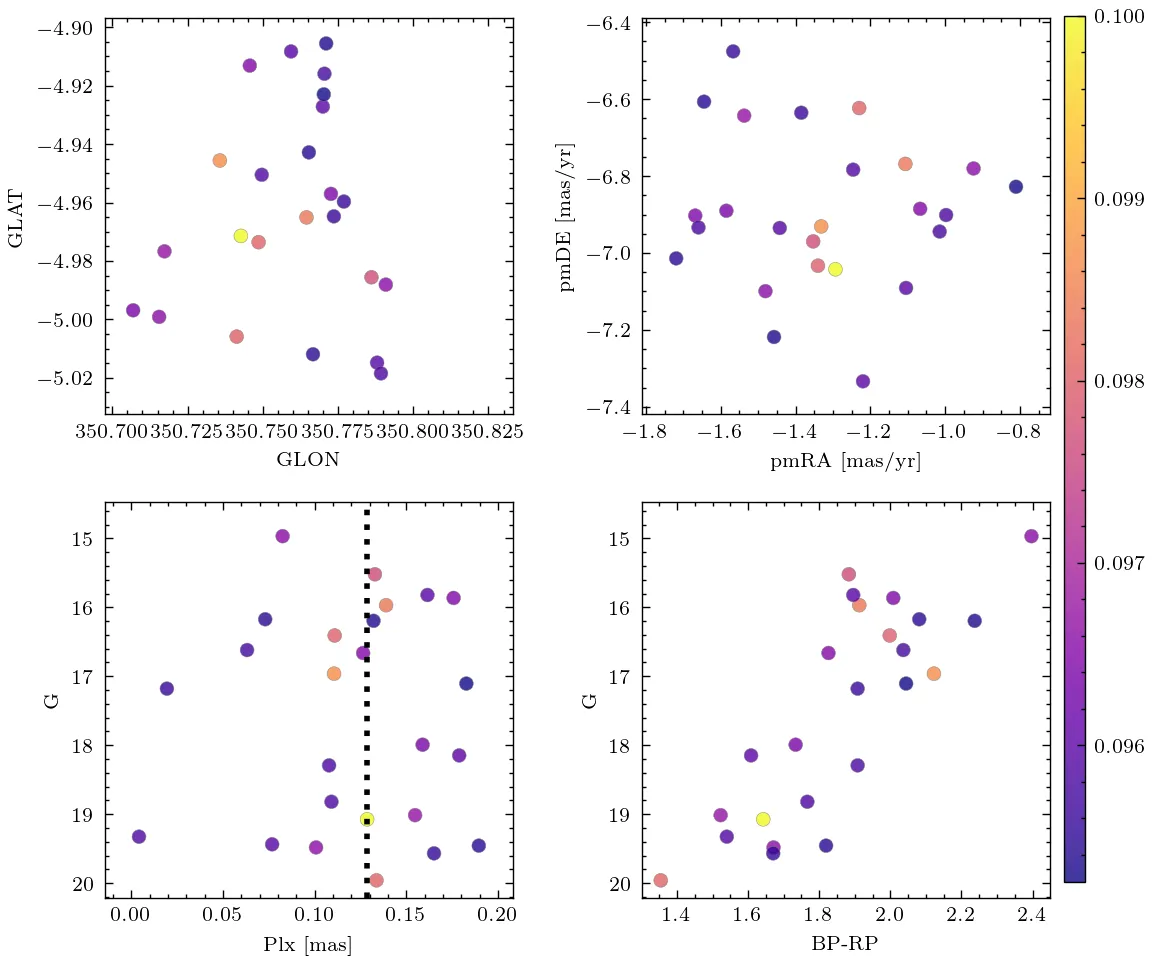 −4.90
−4.92
−4.94
−4.96
−4.98
−5.00
−5.02
GLAT
350.700 350.725 350.750 350.775 350.800 350.825
GLON
−6.4
−6.6
−6.8
−7.0
−7.2
−7.4
pmDE [mas/yr]
−1.8 −1.6 −1.4 −1.2 −1.0 −0.8
pmRA [mas/yr]
0.100
0.099
0.098
0.097
0.096
15
16
17
18
19
20
G
0.00 0.05 0.10 0.15 0.20
Plx [mas]
15
16
17
18
19
20
G
1.4 1.6 1.8 2.0 2.2 2.4
BP-RP